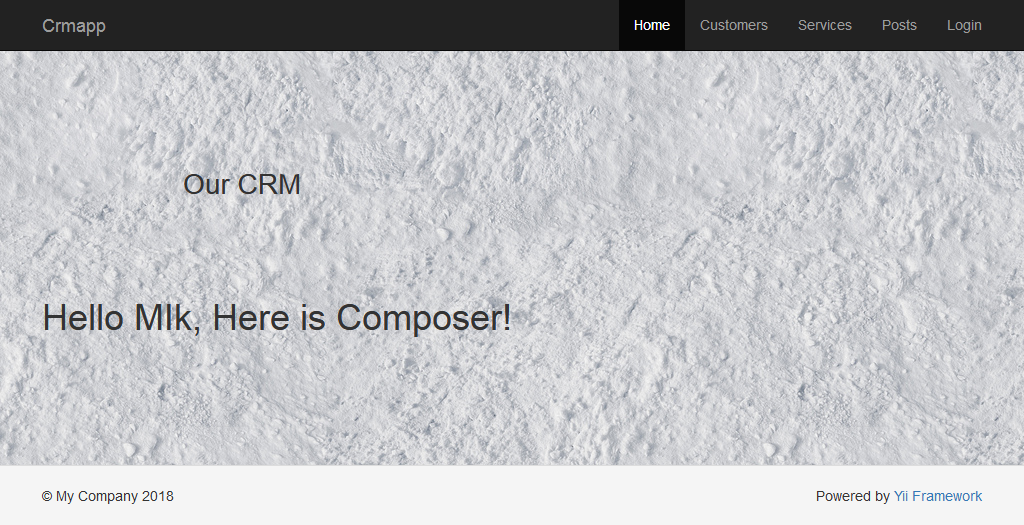 Crmapp Home Customers Services Posts Login
Our CRM
Hello Mlk, Here is Composer!
© My Company 2018 Powered by Yii Framework